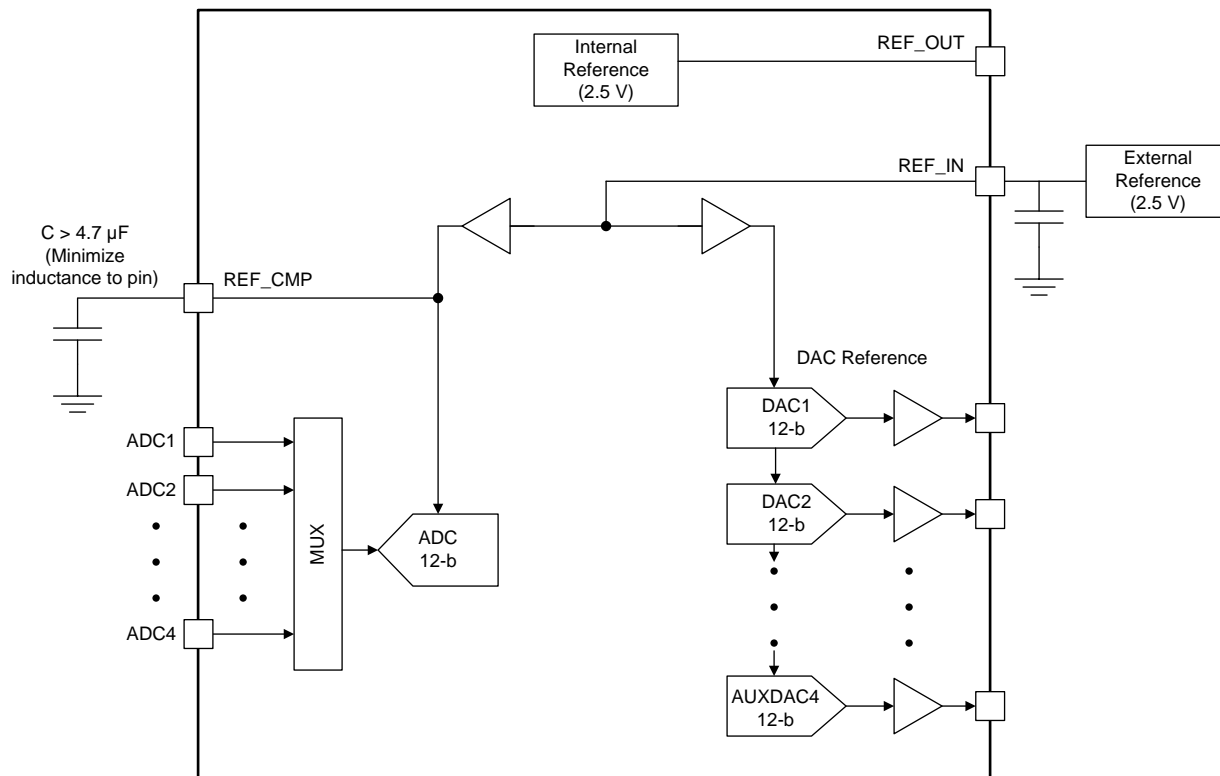 Internal
Reference
(2.5 V)
REF_OUT
REF_IN
External
Reference
(2.5 V)
C > 4.7 µF
(Minimize
inductance to pin)
REF_CMP
DAC Reference
ADC1
ADC2
ADC4
MUX
ADC
12-b
DAC1
12-b
DAC2
12-b
AUXDAC4
12-b